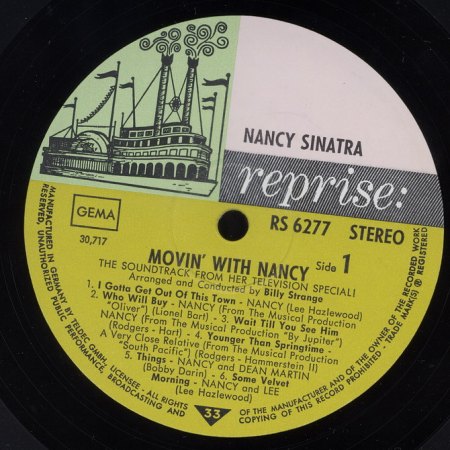 NANCY SINATRA
reprise:
GEMA
RS 6277 STEREO
30,717
MOVIN' WITH NANCY Side 1
THE SOUNDTRACK FROM HER TELEVISION SPECIAL!
Arranged and Conducted by Billy Strange
1. I Gotta Get Out Of This Town - NANCY (Lee Hazlewood)
2. Who Will Buy - NANCY (From The Musical Production
"Oliver") (Lionel Bart) - 3. Wait Till You See Him
NANCY (From The Musical Production "By Jupiter")
(Rodgers - Hart) - 4. Younger Than Springtime -
A Very Close Relative (From The Musical Production
"South Pacific") (Rodgers - Hammerstein II)
5. Things - NANCY and DEAN MARTIN
(Bobby Darin) - 6. Some Velvet
Morning - NANCY and LEE
(Lee Hazlewood)
33
MANUFACTURED IN GERMANY BY TELDEC GMBH, LICENSEE - ALL RIGHTS OF THE MANUFACTURER AND OF THE OWNER OF THE RECORDED WORK
RESERVED, UNAUTHORIZED PUBLIC PERFORMANCE, BROADCASTING AND COPYING OF THIS RECORD PROHIBITED - TRADE MARK(S) ® REGISTERED